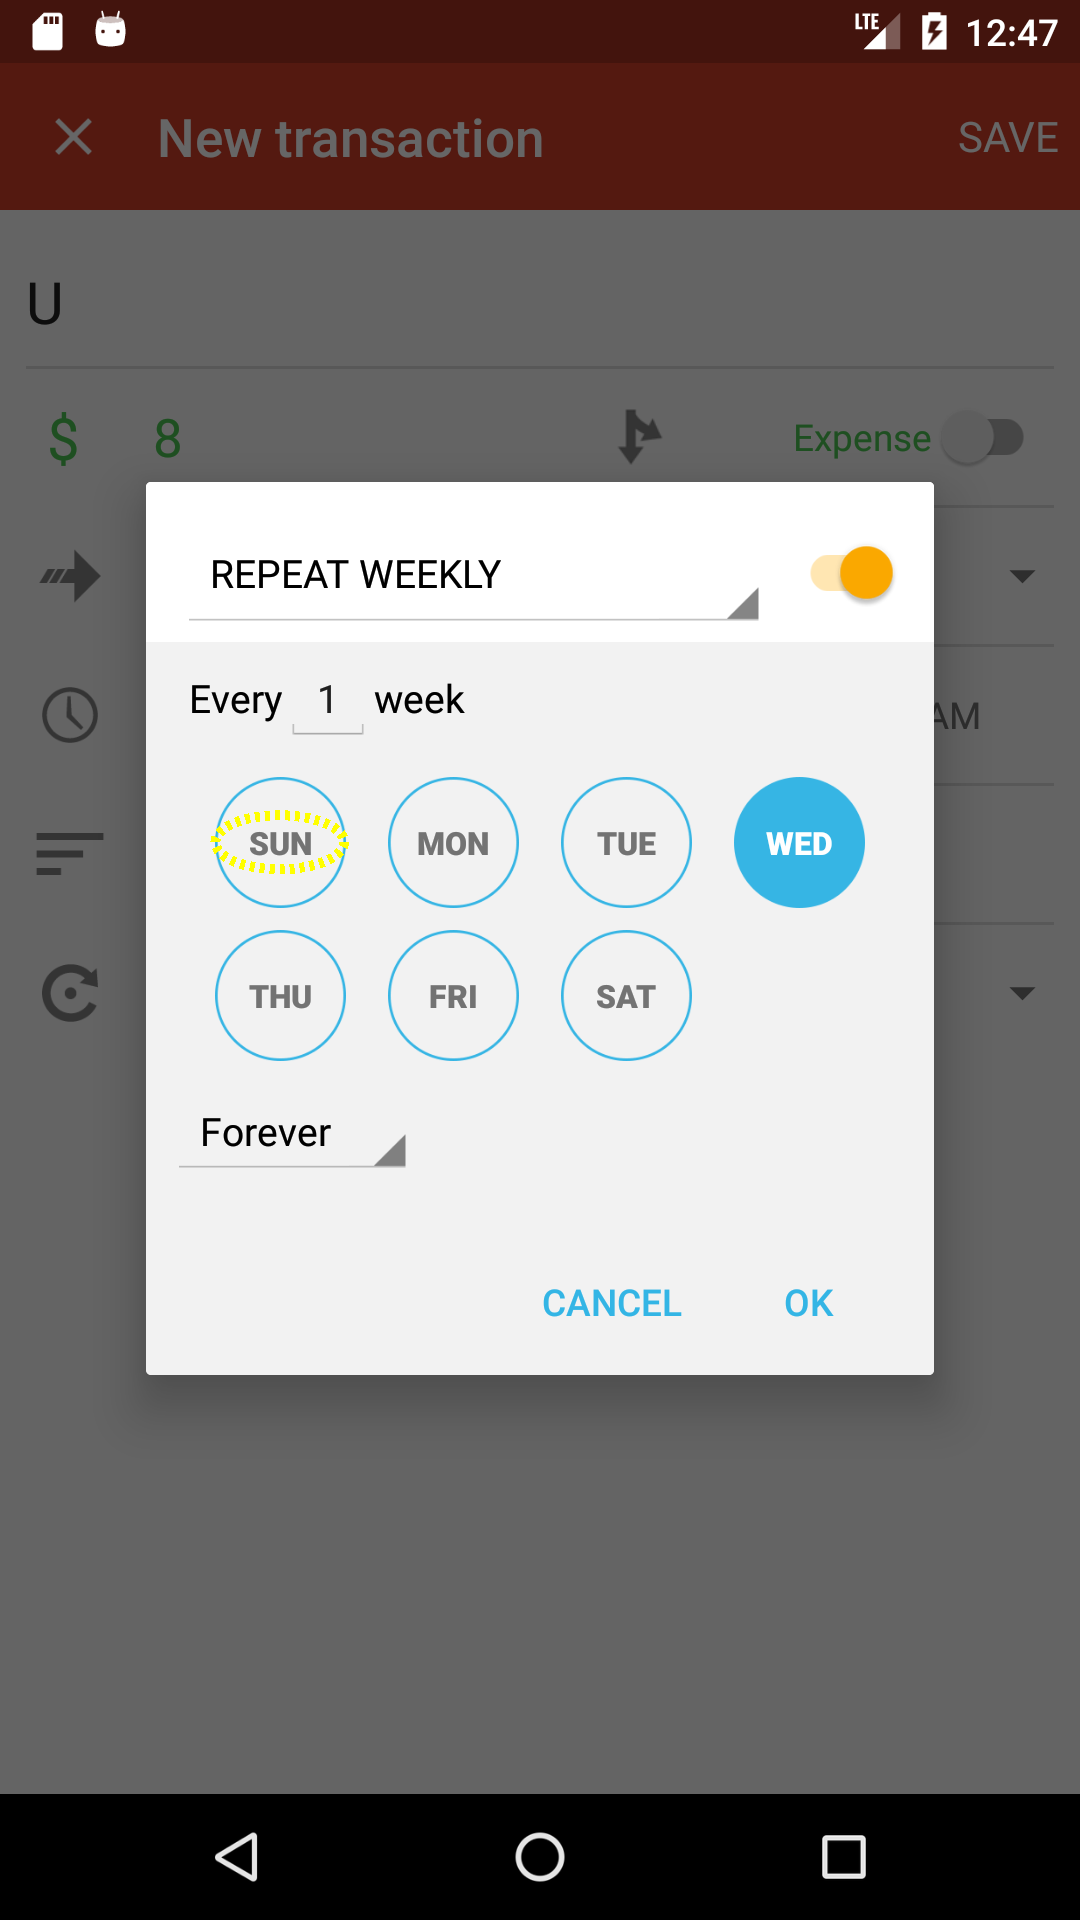 LTE 12:47
New transaction SAVE
U
$ 8 Expense
REPEAT WEEKLY
Every 1 week
AM
SUN MON TUE WED
THU FRI SAT
Forever
CANCEL OK